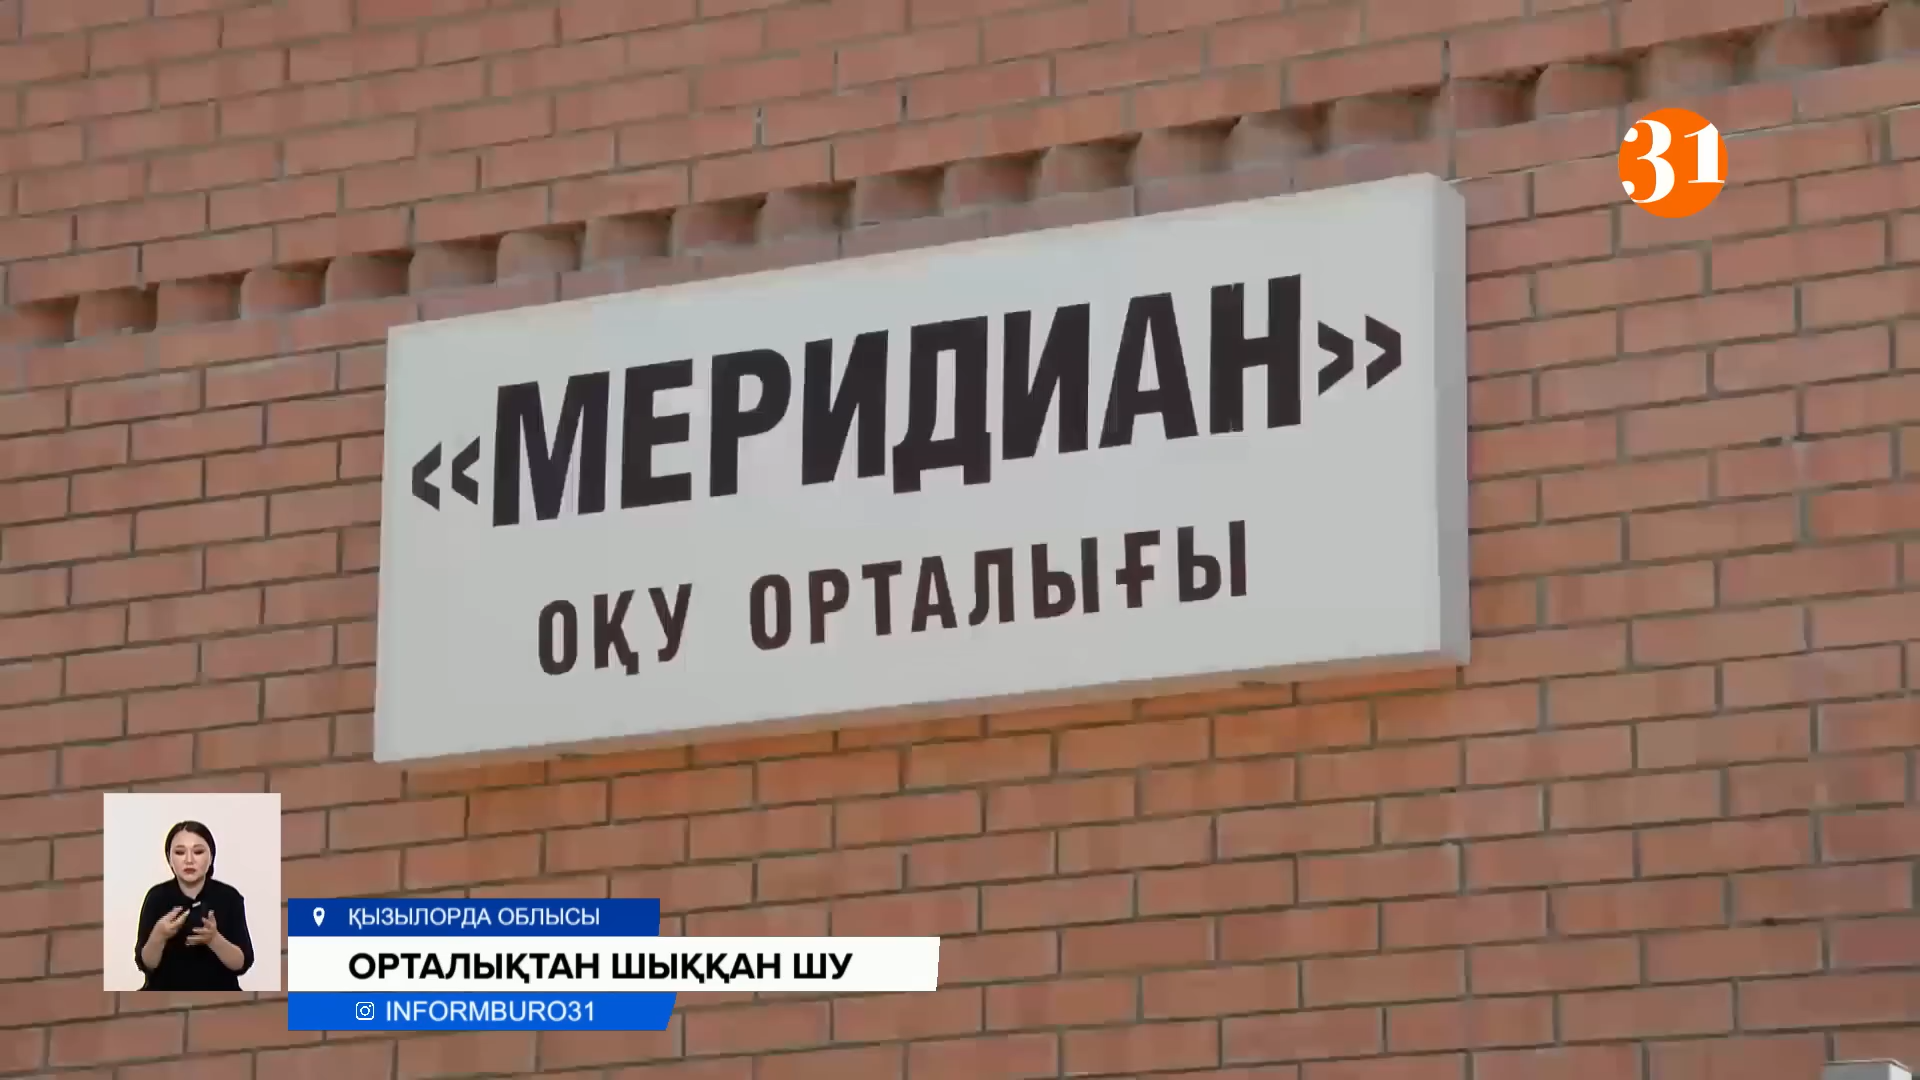 31
«МЕРИДИАН»
ОҚУ ОРТАЛЫҒЫ
ҚЫЗЫЛОРДА ОБЛЫСЫ
ОРТАЛЫҚТАН ШЫҚҚАН ШУ
INFORMBURO31